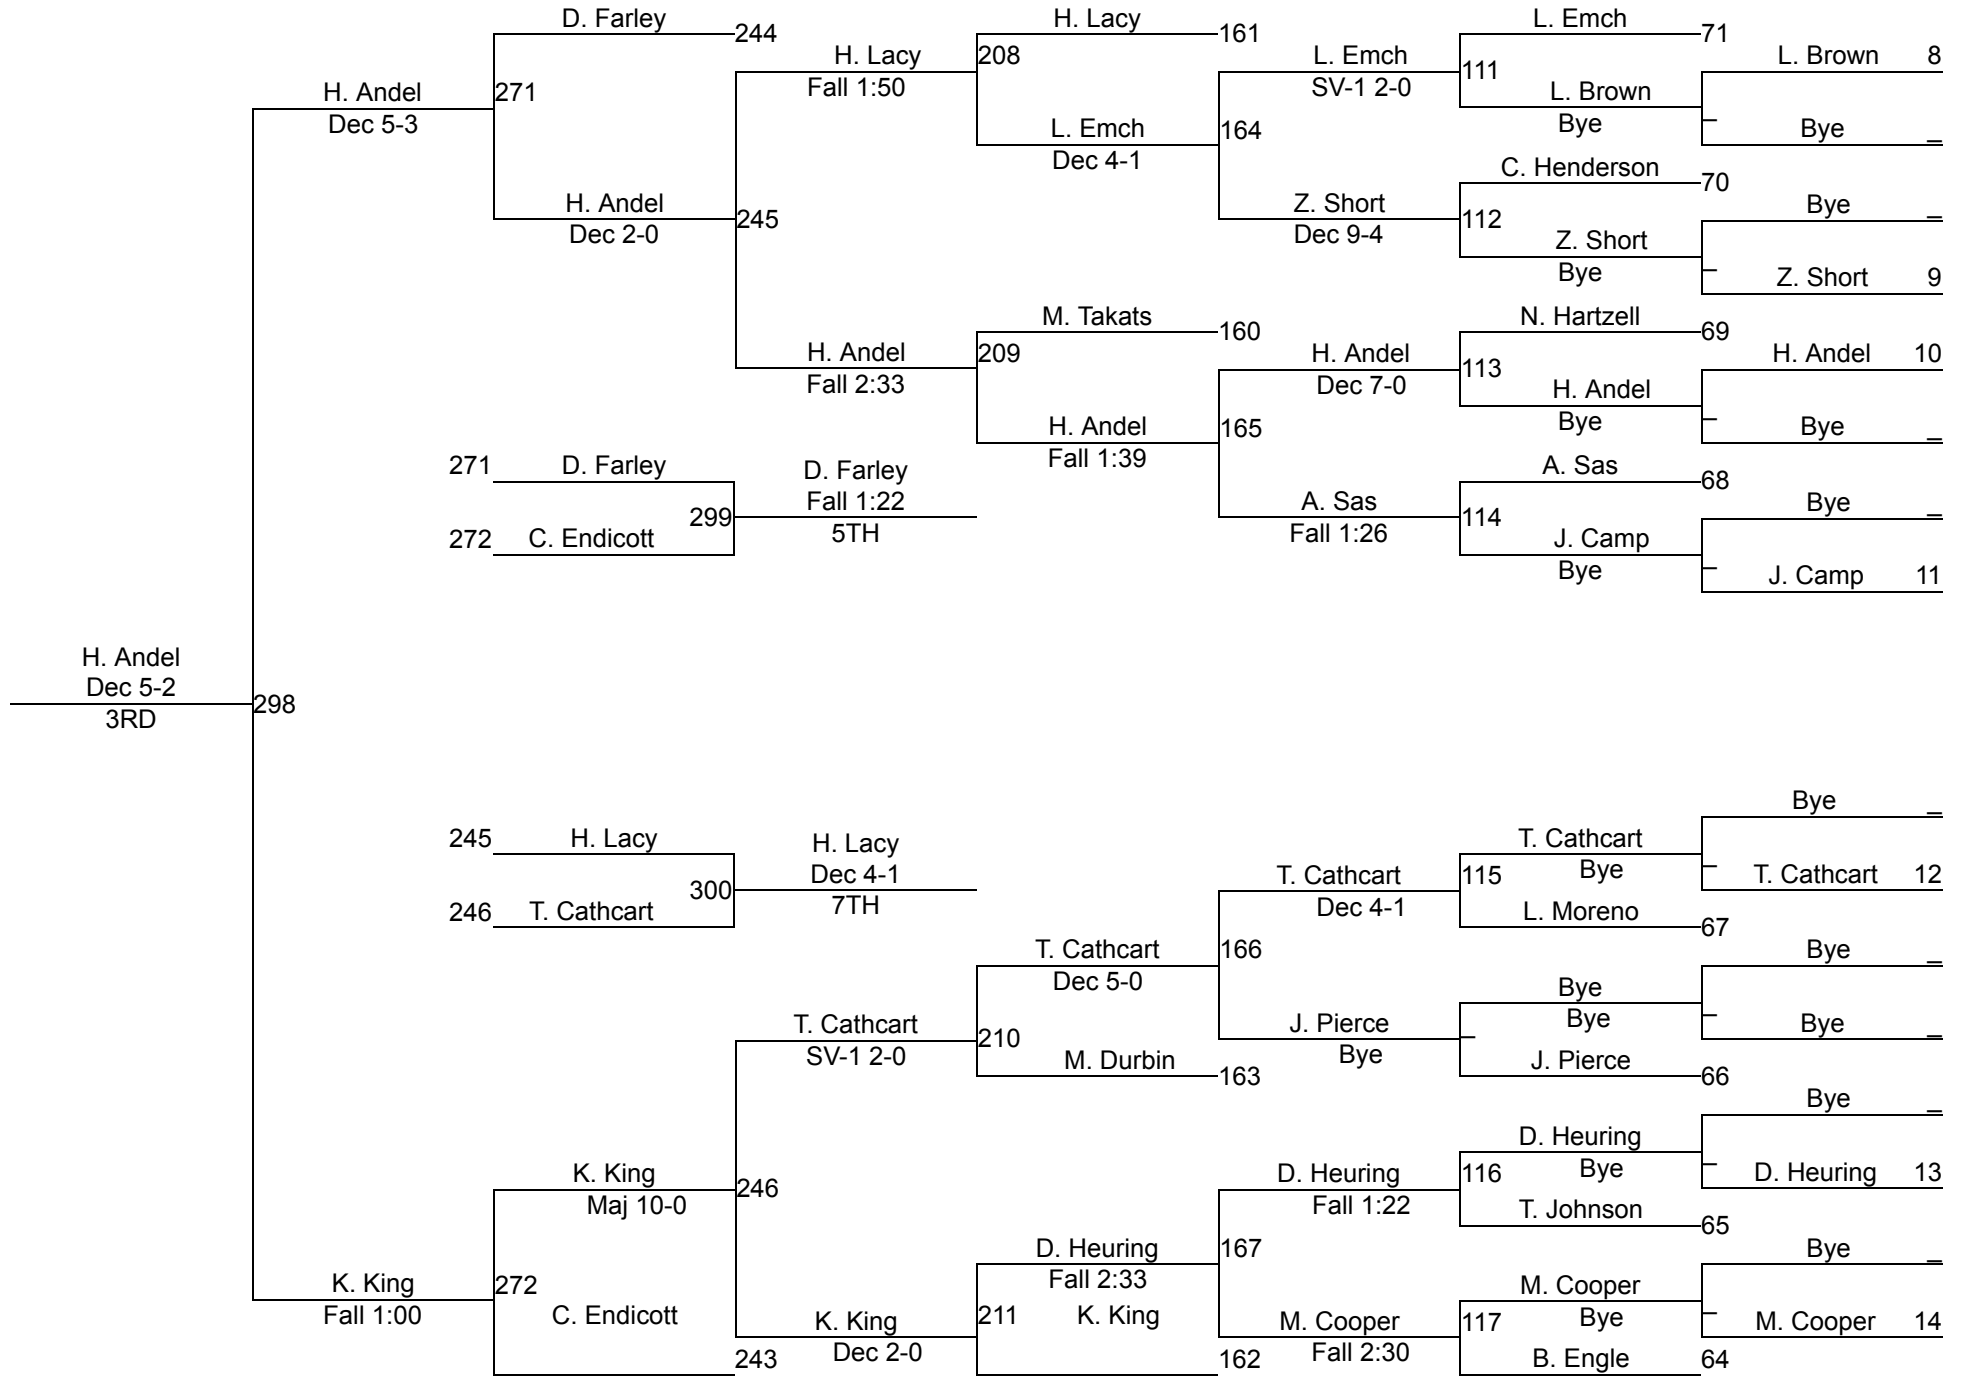 D. Farley
244
H. Lacy
161
L. Emch
71
H. Lacy
Fall 1:50
208
L. Emch
SV-1 2-0
111
L. Brown 8
H. Andel
Dec 5-3
271
L. Brown
Bye
_
Bye _
L. Emch
Dec 4-1
164
C. Henderson
70
H. Andel
Dec 2-0
245
Z. Short
Dec 9-4
112
Bye _
Z. Short
Bye
_
Z. Short 9
M. Takats
160
N. Hartzell
69
H. Andel
Fall 2:33
209
H. Andel
Dec 7-0
113
H. Andel 10
H. Andel
Bye
_
Bye _
H. Andel
Fall 1:39
165
271 D. Farley
D. Farley
Fall 1:22
5TH
299
272 C. Endicott
A. Sas
68
A. Sas
Fall 1:26
114
Bye _
J. Camp
Bye
_
J. Camp 11
H. Andel
Dec 5-2
3RD
298
Bye _
245 H. Lacy
H. Lacy
Dec 4-1
7TH
300
246 T. Cathcart
T. Cathcart
Bye
_
T. Cathcart 12
T. Cathcart
Dec 4-1
115
L. Moreno
67
T. Cathcart
Dec 5-0
166
Bye _
Bye
Bye
_
Bye _
T. Cathcart
SV-1 2-0
210
J. Pierce
Bye
_
M. Durbin
163
J. Pierce
66
Bye _
D. Heuring
Bye
_
D. Heuring 13
K. King
Maj 10-0
246
D. Heuring
Fall 1:22
116
T. Johnson
65
D. Heuring
Fall 2:33
167
Bye _
K. King
Fall 1:00
272
C. Endicott
243
K. King
Dec 2-0
211
K. King
162
M. Cooper
Fall 2:30
117
M. Cooper
Bye
_
M. Cooper 14
B. Engle
64